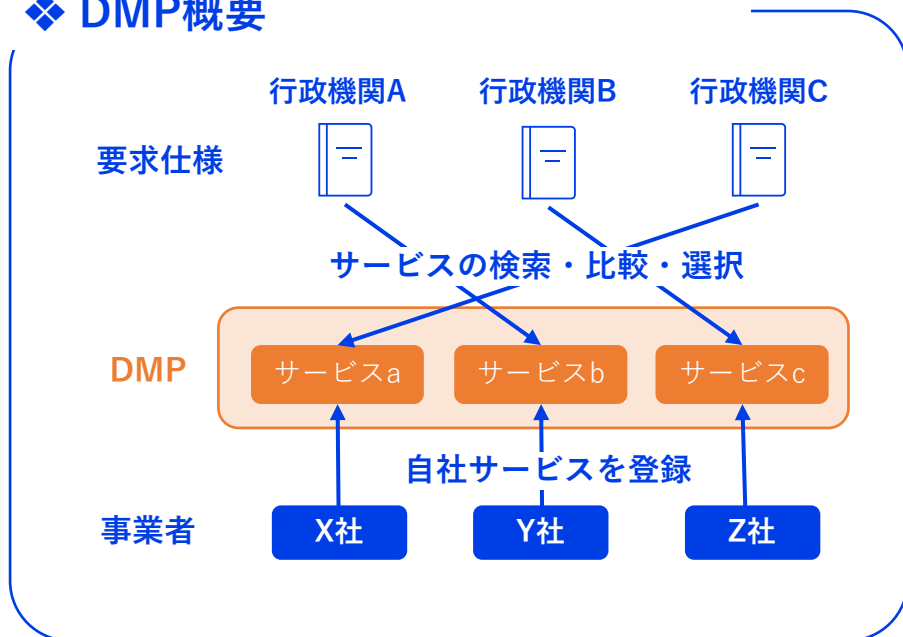 ❖ DMP概要
行政機関A 行政機関B 行政機関C
要求仕様
サービスの検索・比較・選択
DMP サービスa サービスb サービスc
自社サービスを登録
事業者 X社 Y社 Z社